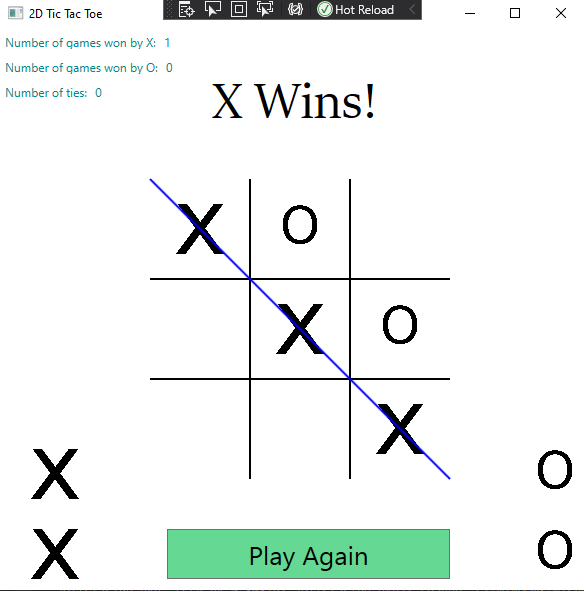 2D Tic Tac Toe
Hot Reload
Number of games won by X: 1
Number of games won by O: 0
Number of ties: 0
X Wins!
X O
X O
X
X O
X O
Play Again